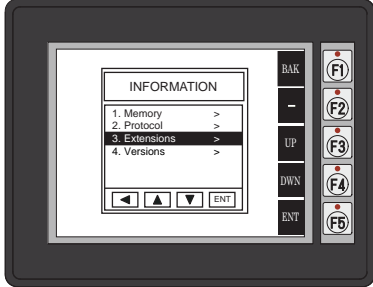 INFORMATION
1. Memory >
2. Protocol >
3. Extensions >
4. Versions >
ENT
BAK
–
UP
DWN
ENT
F1
F2
F3
F4
F5